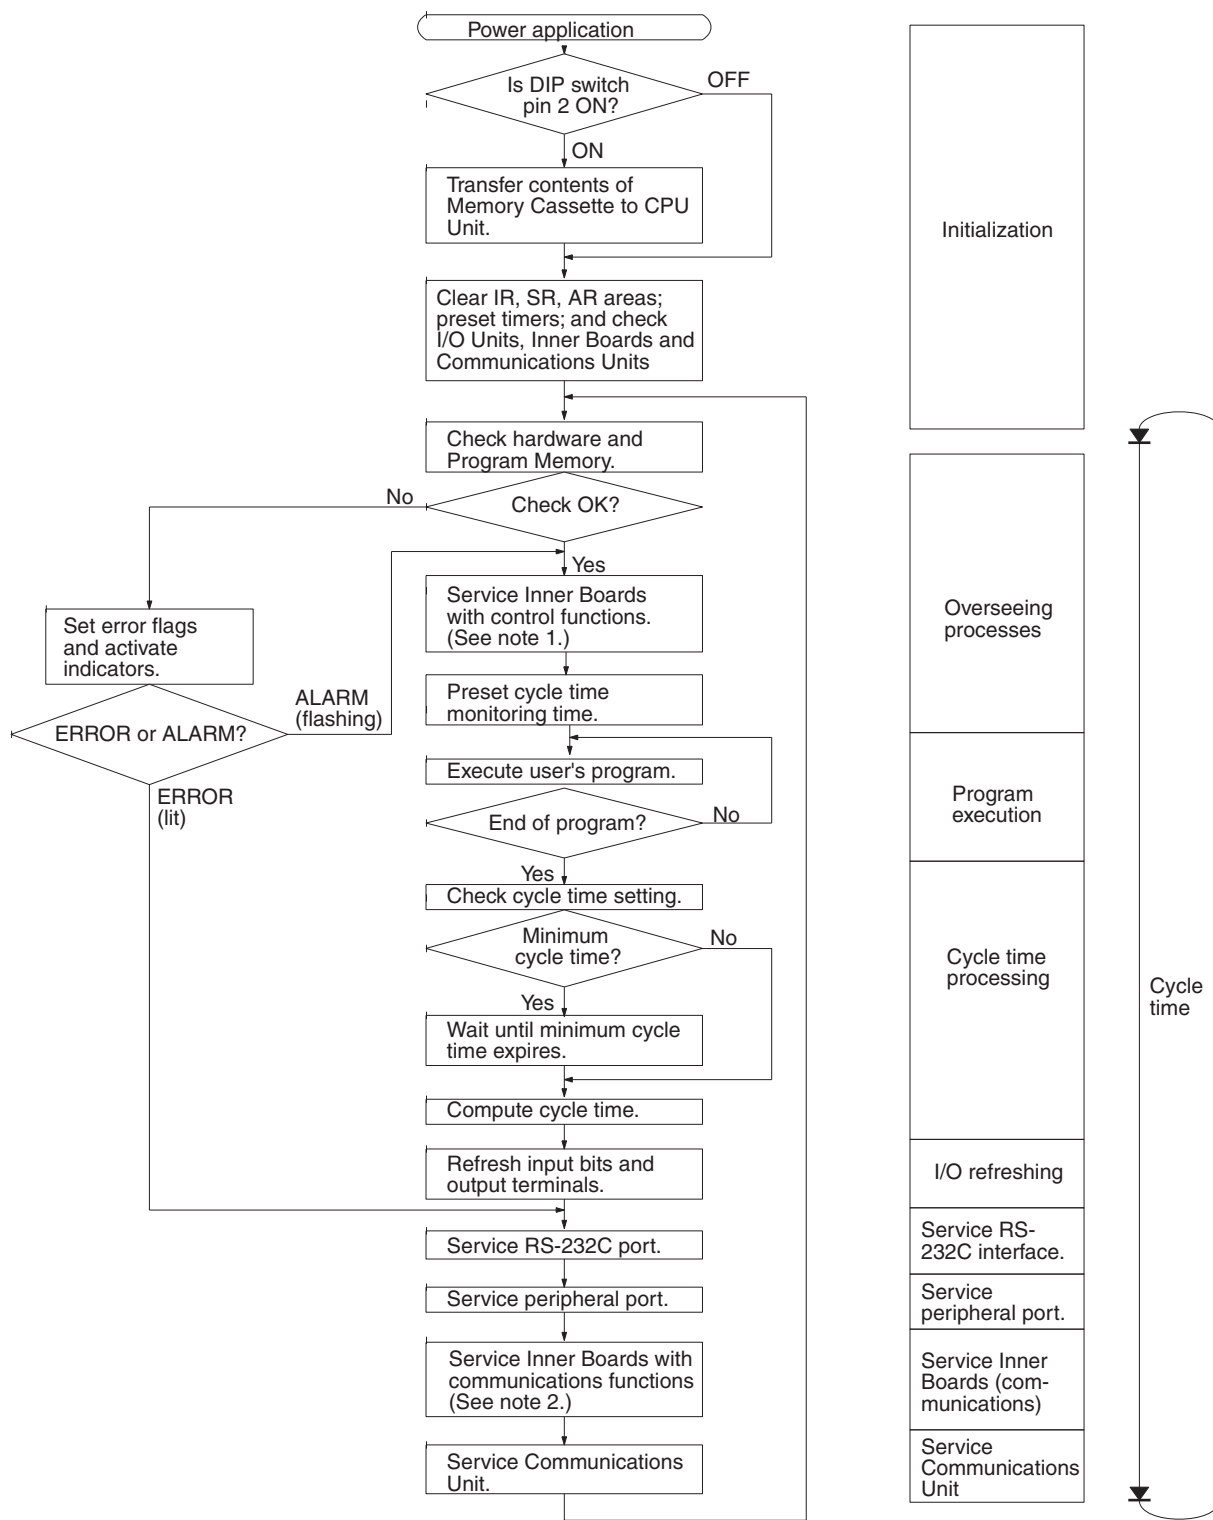 Power application
Is DIP switch
pin 2 ON?
OFF
ON
Transfer contents of
Memory Cassette to CPU
Unit.
Clear IR, SR, AR areas;
preset timers; and check
I/O Units, Inner Boards and
Communications Units
Check hardware and
Program Memory.
No
Check OK?
Yes
Service Inner Boards
with control functions.
(See note 1.)
Set error flags
and activate
indicators.
ALARM
(flashing)
ERROR or ALARM?
ERROR
(lit)
Preset cycle time
monitoring time.
Execute user's program.
End of program?
No
Yes
Check cycle time setting.
Minimum
cycle time?
No
Yes
Wait until minimum cycle
time expires.
Compute cycle time.
Refresh input bits and
output terminals.
Service RS-232C port.
Service peripheral port.
Service Inner Boards with
communications functions
(See note 2.)
Service Communications
Unit.
Initialization
Overseeing
processes
Program
execution
Cycle time
processing
I/O refreshing
Service RS-
232C interface.
Service
peripheral port.
Service Inner
Boards (com-
munications)
Service
Communications
Unit
Cycle
time